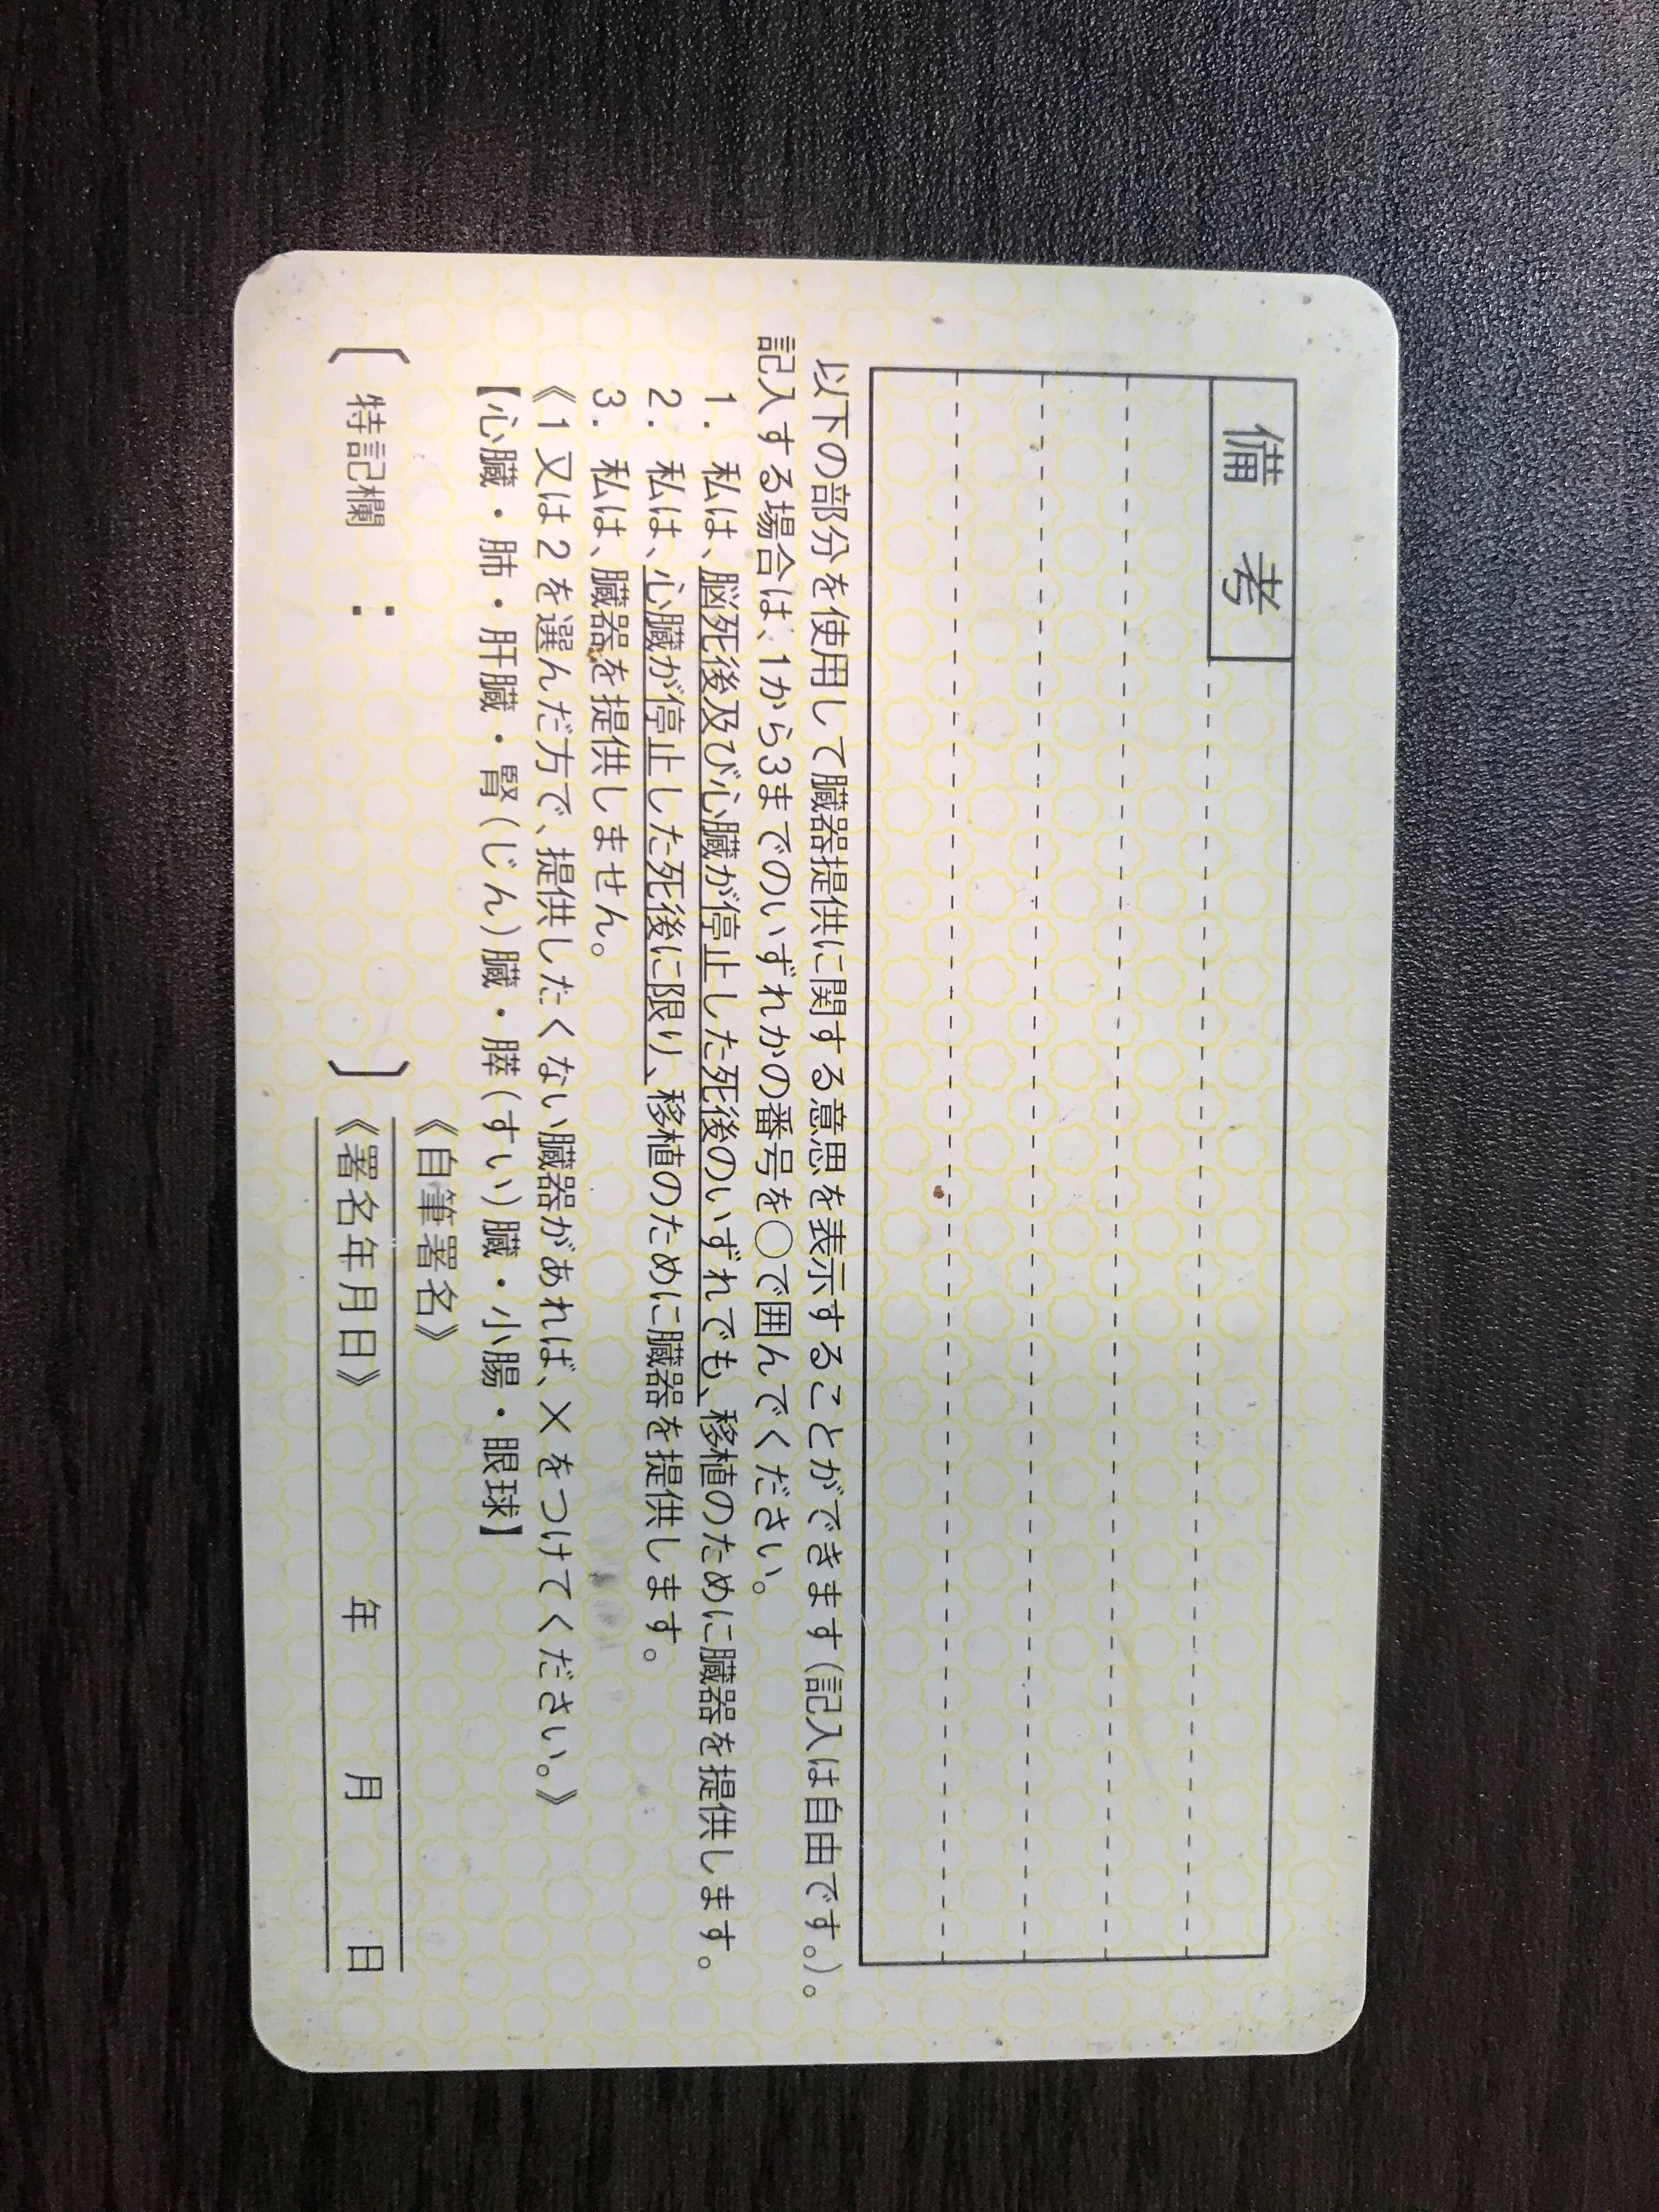 備考
以下の部分を使用して臓器提供に関する意思を表示することができます(記入は自由です。)。
記入する場合は、1から3までのいずれかの番号を○で囲んでください。
1. 私は、脳死後及び心臓が停止した死後のいずれでも、移植のために臓器を提供します。
2. 私は、心臓が停止した死後に限り、移植のために臓器を提供します。
3. 私は、臓器を提供しません。
《1又は2を選んだ方で、提供したくない臓器があれば、×をつけてください。》
【心臓・肺・肝臓・腎(じん)臓・膵(すい)臓・小腸・眼球】
《自筆署名》
〔特記欄：〕
《署名年月日》 年 月 日